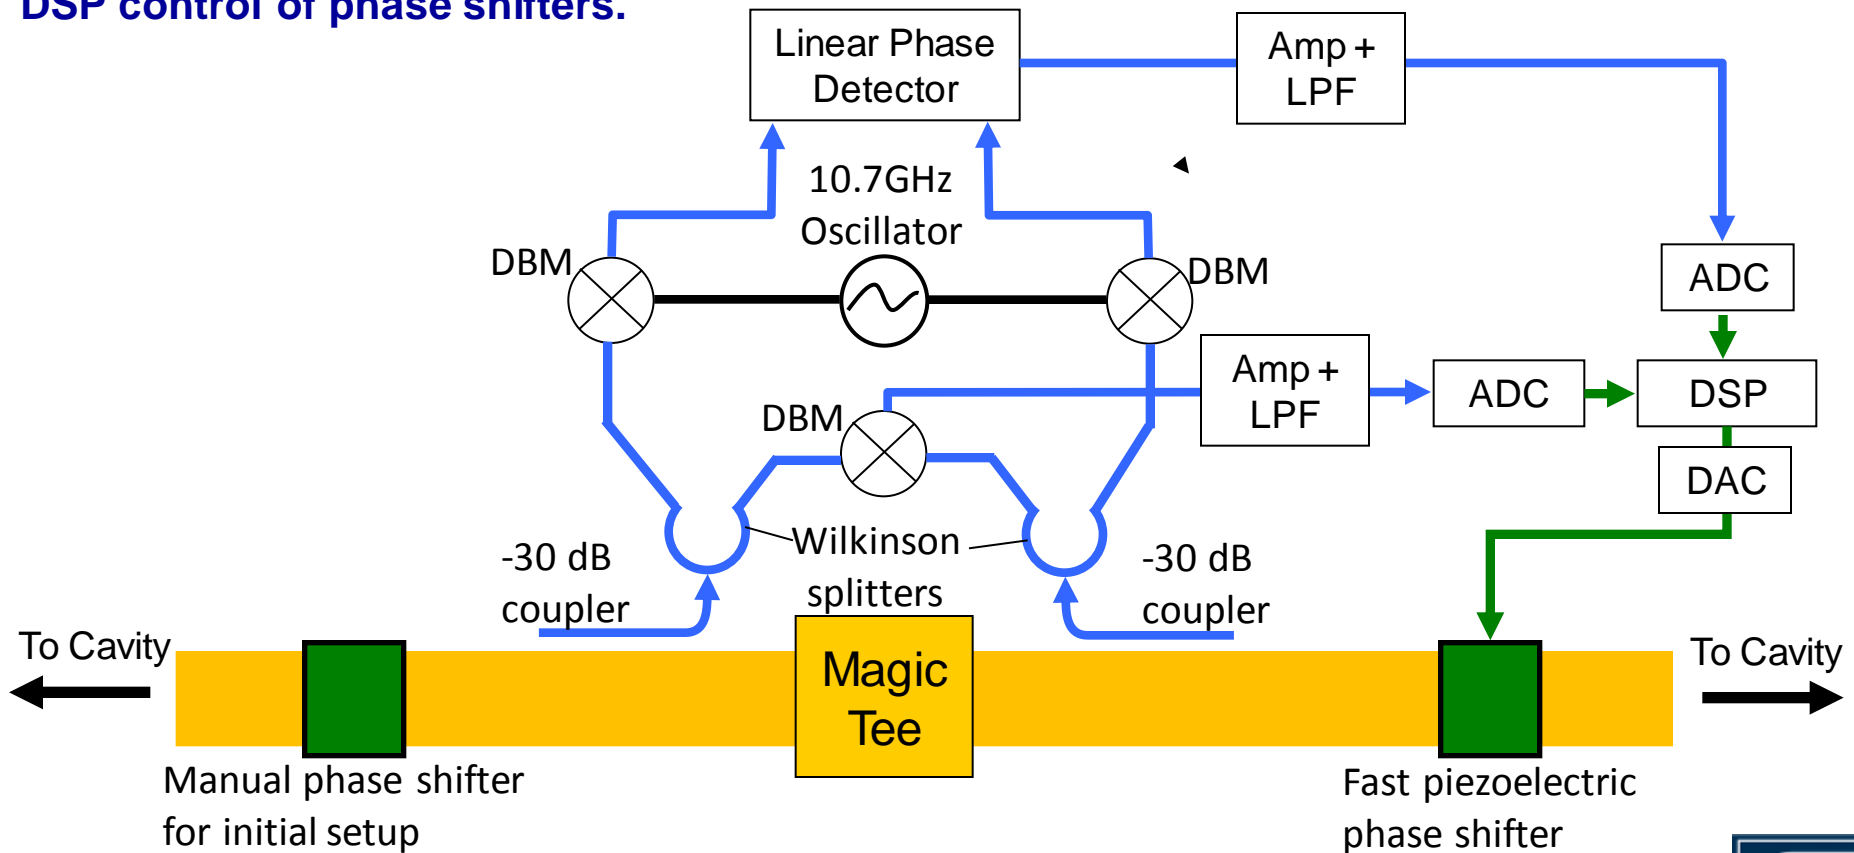 DSP control of phase shifters.
Linear Phase
Detector
Amp +
LPF
10.7GHz
Oscillator
DBM
DBM
ADC
Amp +
LPF
ADC
DSP
DBM
DAC
Wilkinson
splitters
-30 dB
coupler
-30 dB
coupler
To Cavity
Magic
Tee
To Cavity
Manual phase shifter
for initial setup
Fast piezoelectric
phase shifter